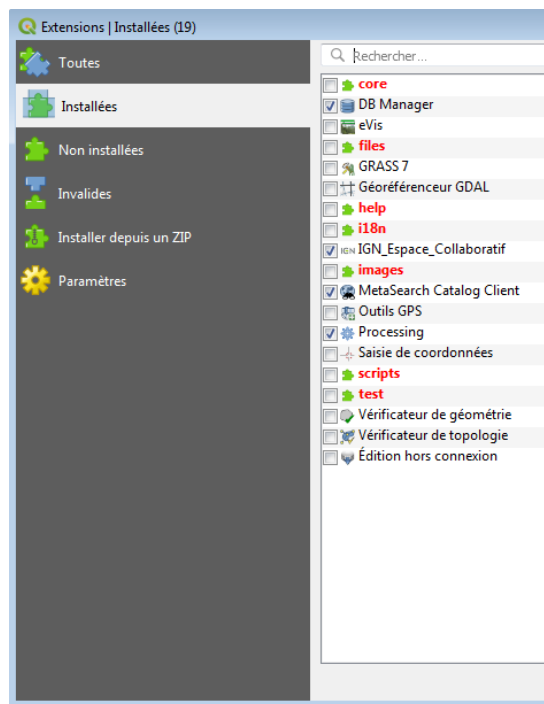 Extensions | Installées (19)
Toutes
Installées
Non installées
Invalides
Installer depuis un ZIP
Paramètres
Rechercher...
core
DB Manager
eVis
files
GRASS 7
Géoréférenceur GDAL
help
i18n
IGN IGN_Espace_Collaboratif
images
MetaSearch Catalog Client
Outils GPS
Processing
Saisie de coordonnées
scripts
test
Vérificateur de géométrie
Vérificateur de topologie
Édition hors connexion